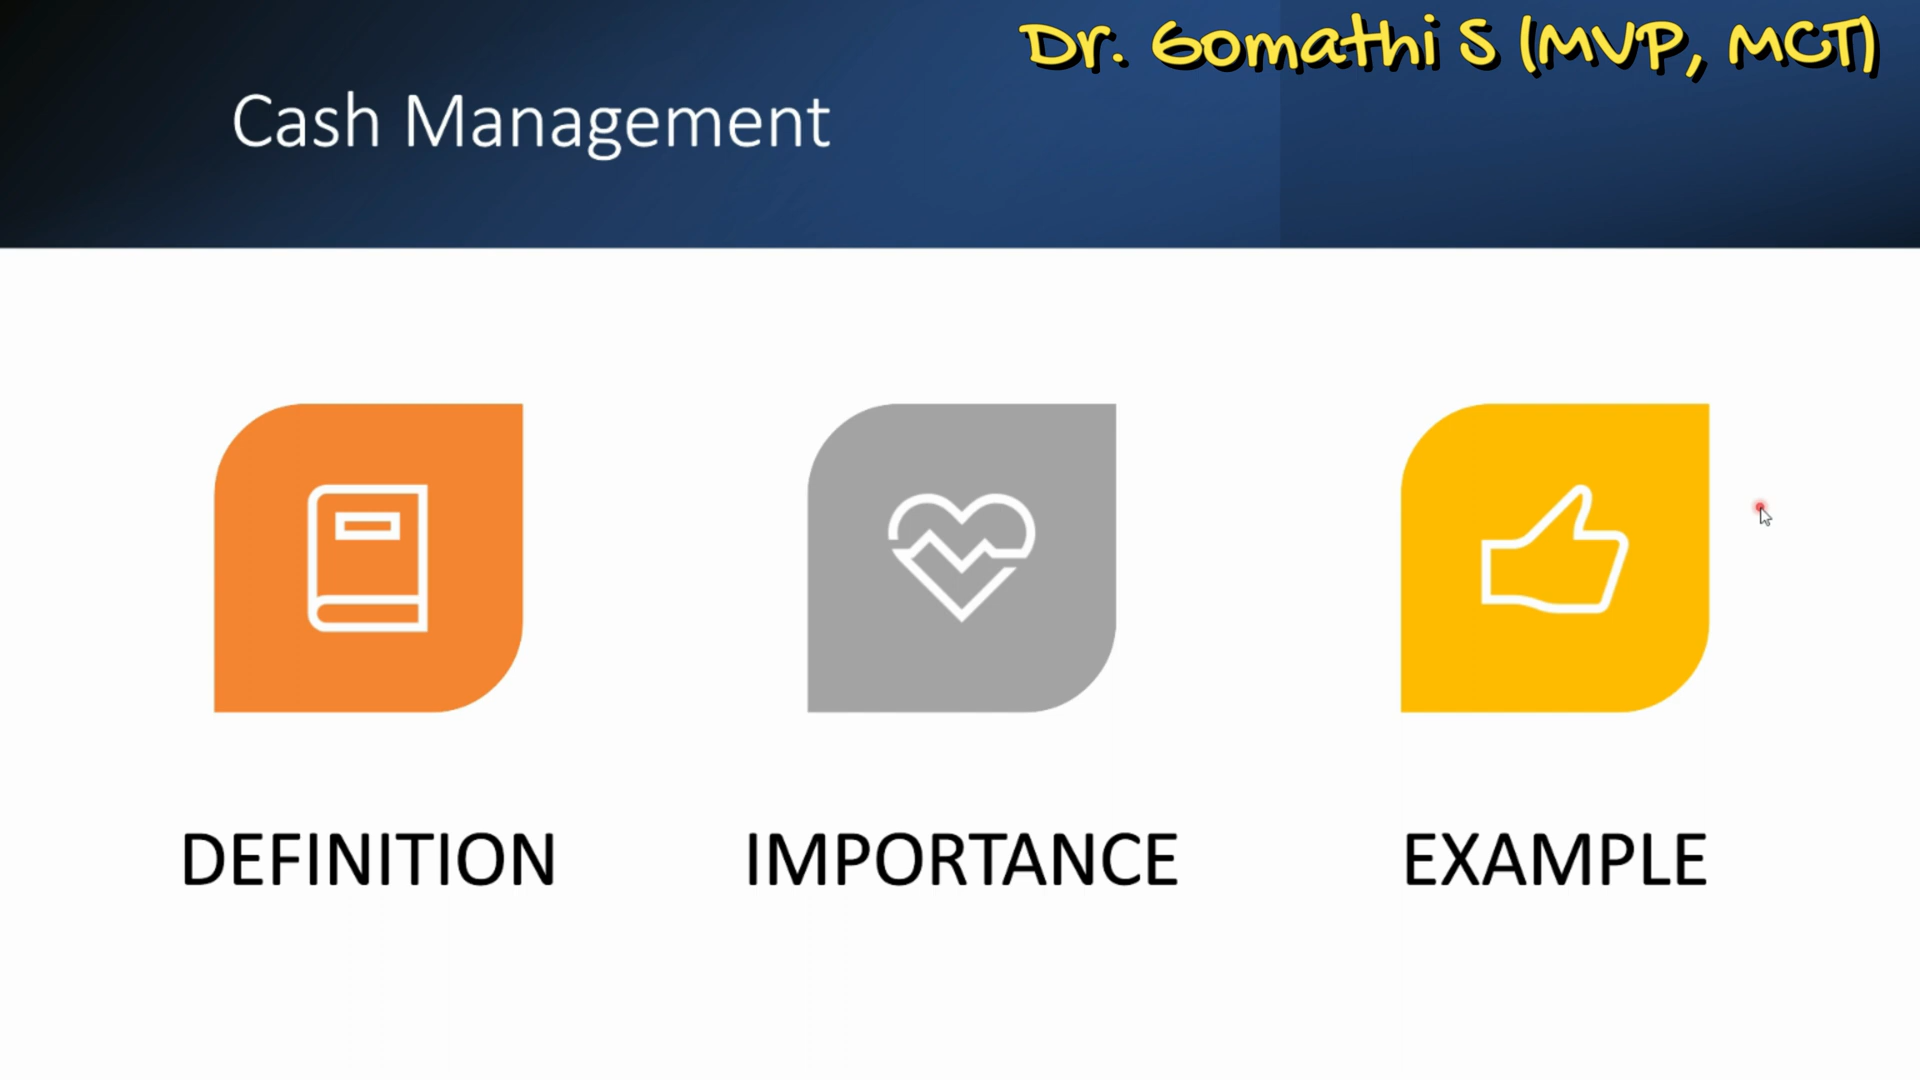 Dr. Gomathi S (MVP, MCT)
Cash Management
DEFINITION
IMPORTANCE
EXAMPLE